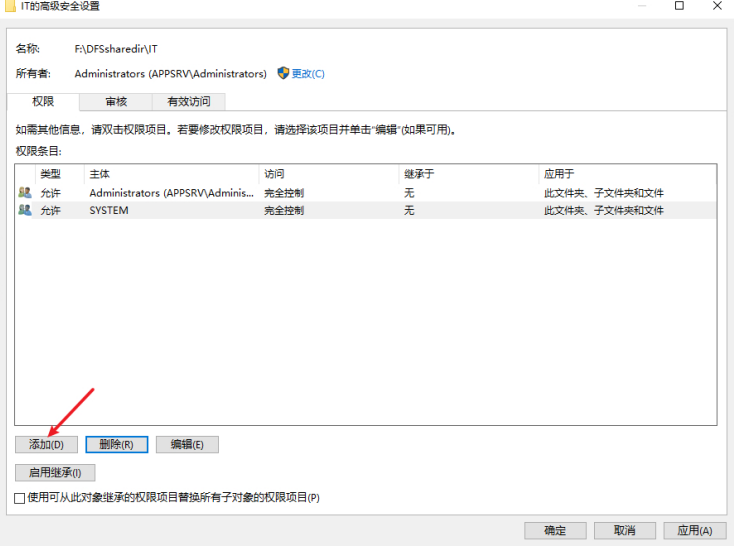 IT的高级安全设置
名称: F:\DFSsharedir\IT
所有者: Administrators (APPSRV\Administrators) 更改(C)
权限 审核 有效访问
如需其他信息，请双击权限项目。若要修改权限项目，请选择该项目并单击"编辑"(如果可用)。
权限条目:
类型 主体 访问 继承于 应用于
允许 Administrators (APPSRV\Adminis... 完全控制 无 此文件夹、子文件夹和文件
允许 SYSTEM 完全控制 无 此文件夹、子文件夹和文件
添加(D) 删除(R) 编辑(E)
启用继承(I)
使用可从此对象继承的权限项目替换所有子对象的权限项目(P)
确定 取消 应用(A)